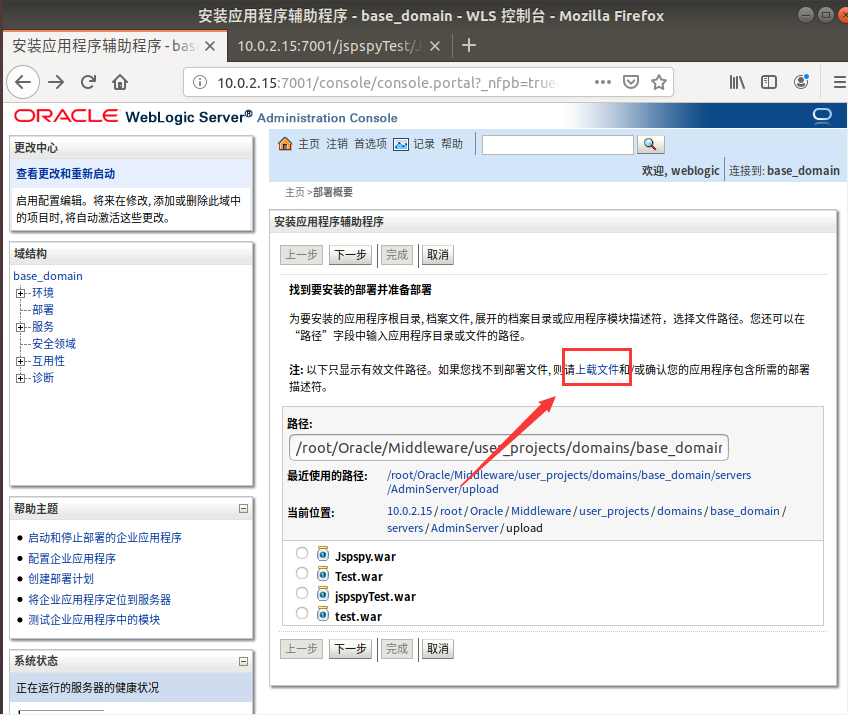 安装应用程序辅助程序 - base_domain - WLS 控制台 - Mozilla Firefox
安装应用程序辅助程序 - bas
10.0.2.15:7001/jspspyTest/J
10.0.2.15:7001/console/console.portal?_nfpb=true
ORACLE WebLogic Server® Administration Console
更改中心
查看更改和重新启动
启用配置编辑。将来在修改, 添加或删除此域中
的项目时, 将自动激活这些更改。
域结构
base_domain
环境
部署
服务
安全领域
互用性
诊断
帮助主题
启动和停止部署的企业应用程序
配置企业应用程序
创建部署计划
将企业应用程序定位到服务器
测试企业应用程序中的模块
系统状态
正在运行的服务器的健康状况
主页 注销 首选项 记录 帮助
欢迎, weblogic 连接到: base_domain
主页 >部署概要
安装应用程序辅助程序
上一步 下一步 完成 取消
找到要安装的部署并准备部署
为要安装的应用程序根目录, 档案文件, 展开的档案目录或应用程序模块描述符，选择文件路径。您还可以在
“路径”字段中输入应用程序目录或文件的路径。
注: 以下只显示有效文件路径。如果您找不到部署文件, 则请上载文件和/或确认您的应用程序包含所需的部署
描述符。
路径:
/root/Oracle/Middleware/user_projects/domains/base_domain
最近使用的路径:
/root/Oracle/Middleware/user_projects/domains/base_domain/servers
/AdminServer/upload
当前位置:
10.0.2.15 / root / Oracle / Middleware / user_projects / domains / base_domain /
servers / AdminServer / upload
Jspspy.war
Test.war
jspspyTest.war
test.war
上一步 下一步 完成 取消